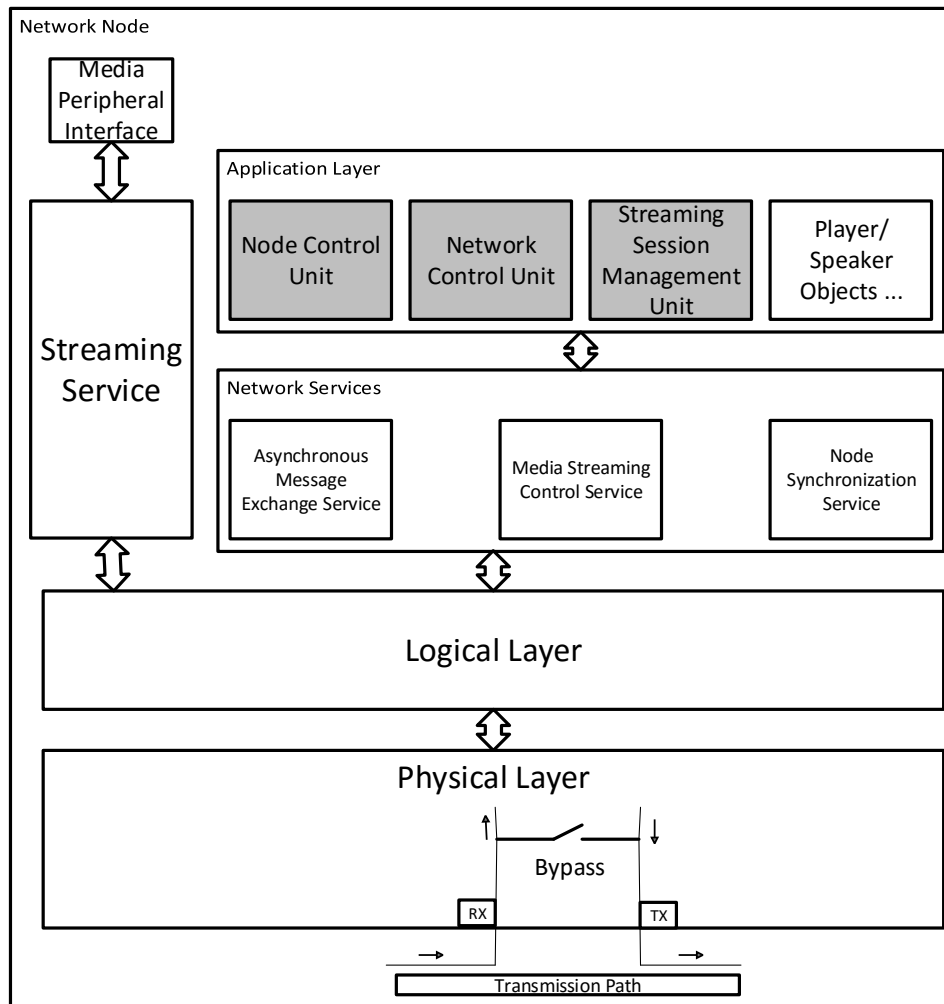 Network Node
Media
Peripheral
Interface
Application Layer
Node Control
Unit
Network
Control Unit
Streaming
Session
Management
Unit
Player/
Speaker
Objects ...
Streaming
Service
Network Services
Asynchronous
Message
Exchange Service
Media Streaming
Control Service
Node
Synchronization
Service
Logical Layer
Physical Layer
Bypass
RX
TX
Transmission Path